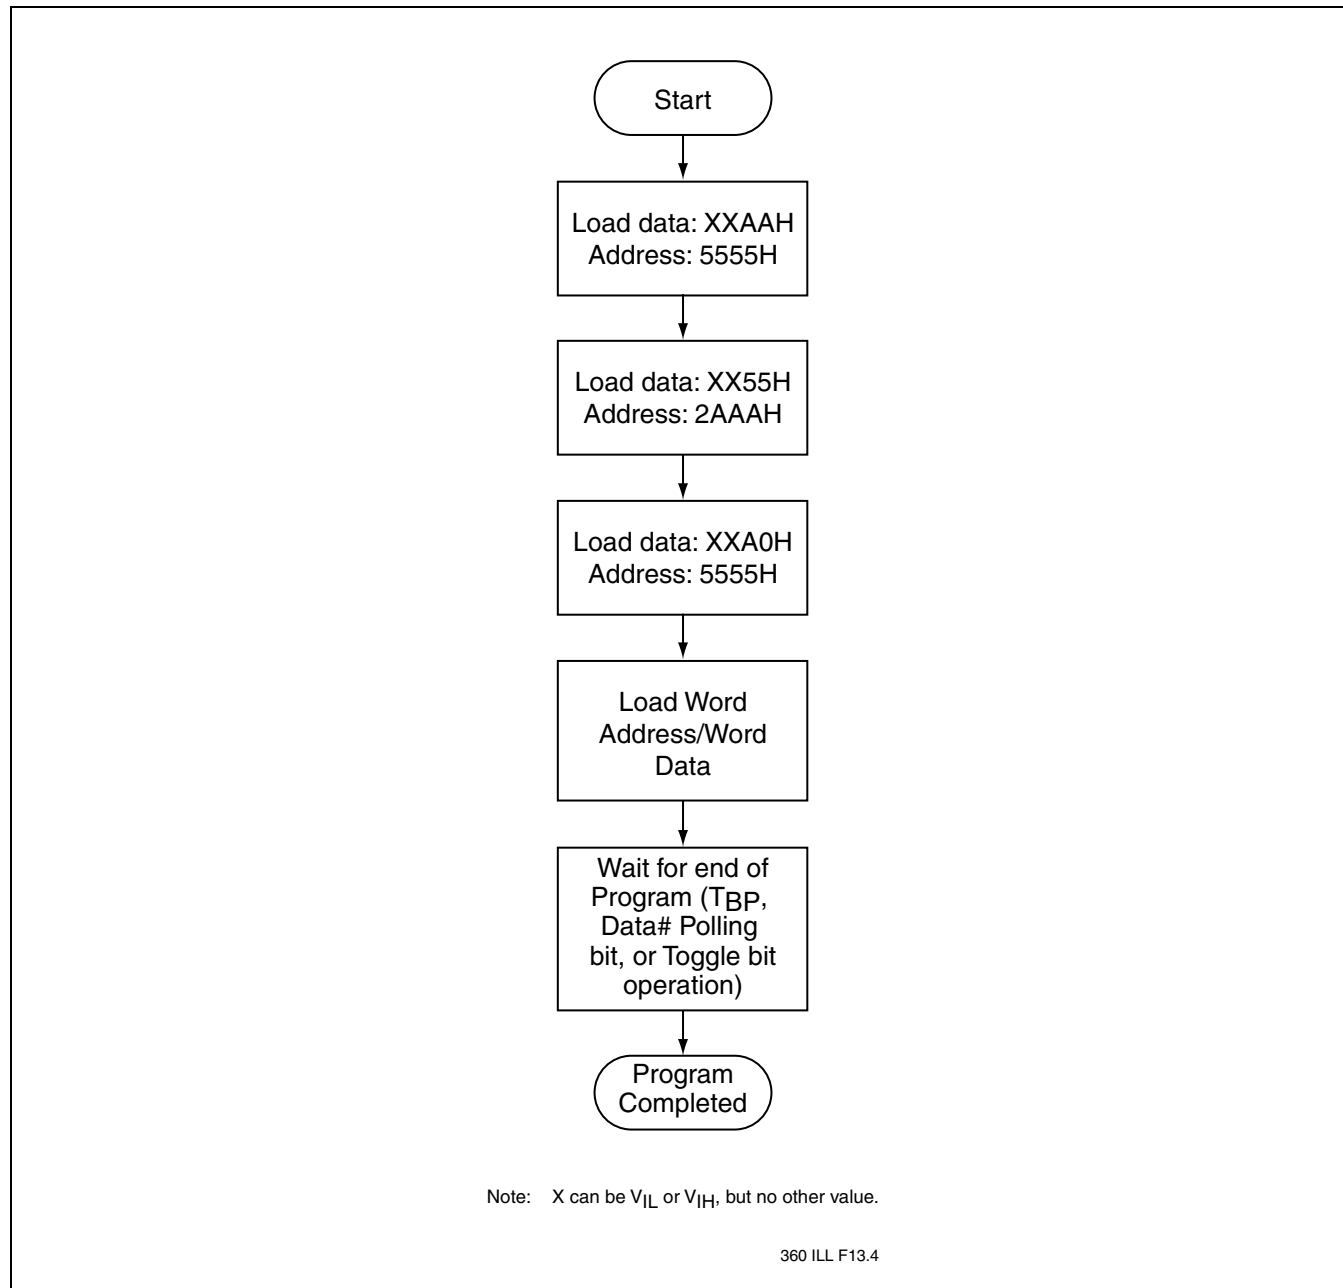 Start
Load data: XXAAH
Address: 5555H
Load data: XX55H
Address: 2AAAH
Load data: XXA0H
Address: 5555H
Load Word
Address/Word
Data
Wait for end of
Program (TBP,
Data# Polling
bit, or Toggle bit
operation)
Program
Completed
Note: X can be VIL or VIH, but no other value.
360 ILL F13.4